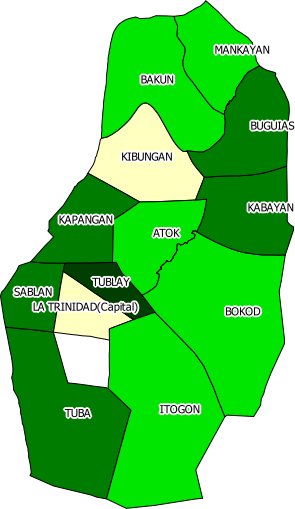 MANKAYAN
BAKUN
BUGUIAS
KIBUNGAN
KABAYAN
KAPANGAN
ATOK
TUBLAY
SABLAN
LA TRINIDAD(Capital)
BOKOD
TUBA
ITOGON